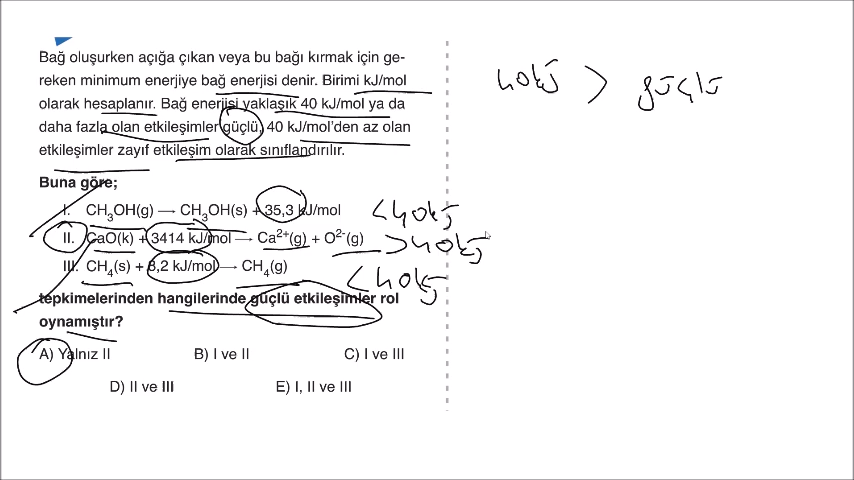 Bağ oluşurken açığa çıkan veya bu bağı kırmak için ge-
reken minimum enerjiye bağ enerjisi denir. Birimi kJ/mol
olarak hesaplanır. Bağ enerjisi yaklaşık 40 kJ/mol ya da
daha fazla olan etkileşimler güçlü, 40 kJ/mol'den az olan
etkileşimler zayıf etkileşim olarak sınıflandırılır.
Buna göre;
I. CH₃OH(g) → CH₃OH(s) + 35,3 kJ/mol <40kJ
II. CaO(k) + 3414 kJ/mol → Ca²⁺(g) + O²⁻(g) >40kJ
III. CH₄(s) + 8,2 kJ/mol → CH₄(g) <40kJ
tepkimelerinden hangilerinde güçlü etkileşimler rol
oynamıştır?
A) Yalnız II B) I ve II C) I ve III
D) II ve III E) I, II ve III
40kJ > güçlü